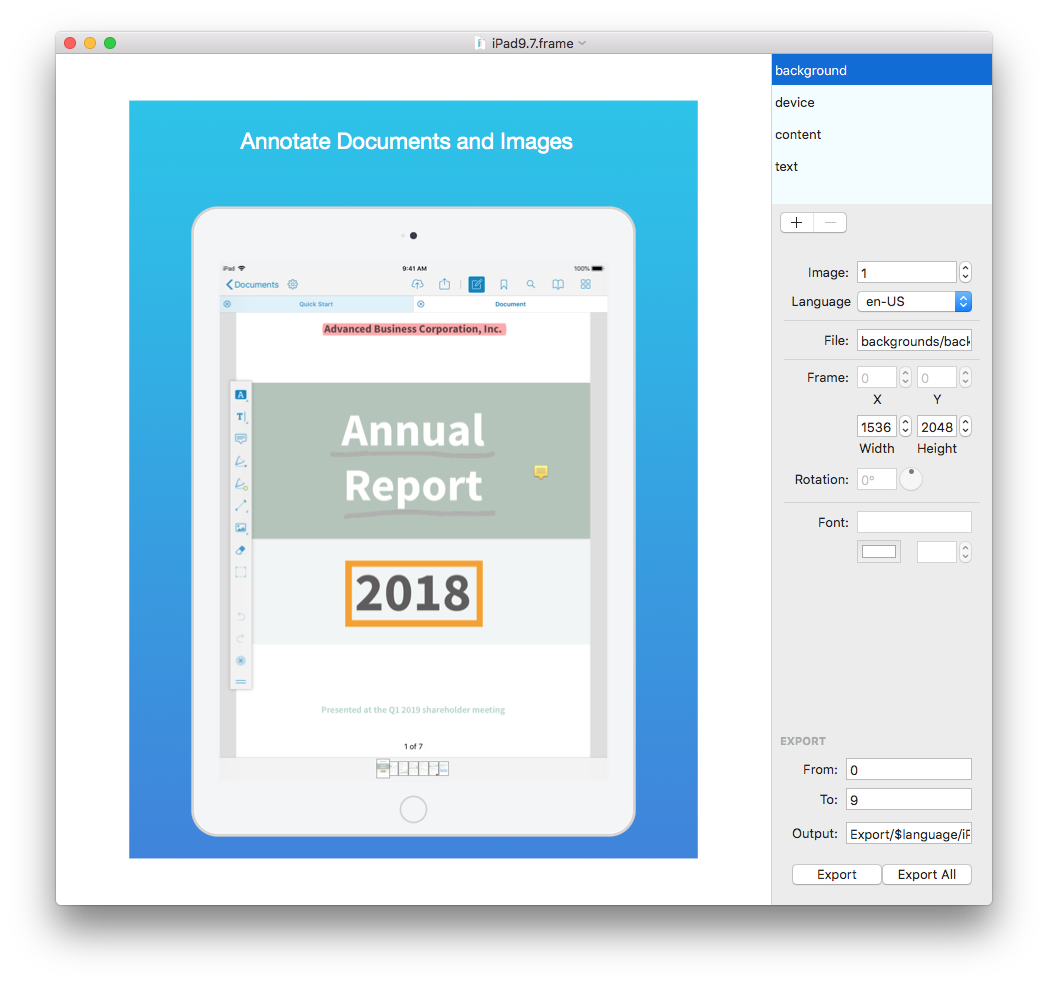 iPad9.7.frame
Annotate Documents and Images
iPad
9:41 AM
100%
Documents
Quick Start
Document
Advanced Business Corporation, Inc.
A
T
Annual
Report
2018
Presented at the Q1 2019 shareholder meeting
1 of 7
background
device
content
text
Image: 1
Language en-US
File: backgrounds/back
Frame: 0 0
X Y
1536 2048
Width Height
Rotation: 0°
Font:
EXPORT
From: 0
To: 9
Output: Export/$language/iP
Export Export All